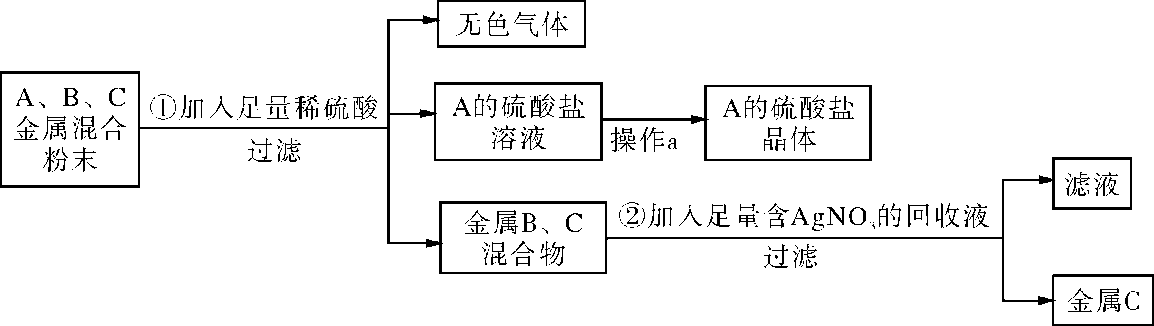 无色气体
A、B、C
金属混合
粉末
①加入足量稀硫酸
过滤
A的硫酸盐
溶液
操作a
A的硫酸盐
晶体
金属B、C
混合物
②加入足量含AgNO₃的回收液
过滤
滤液
金属C